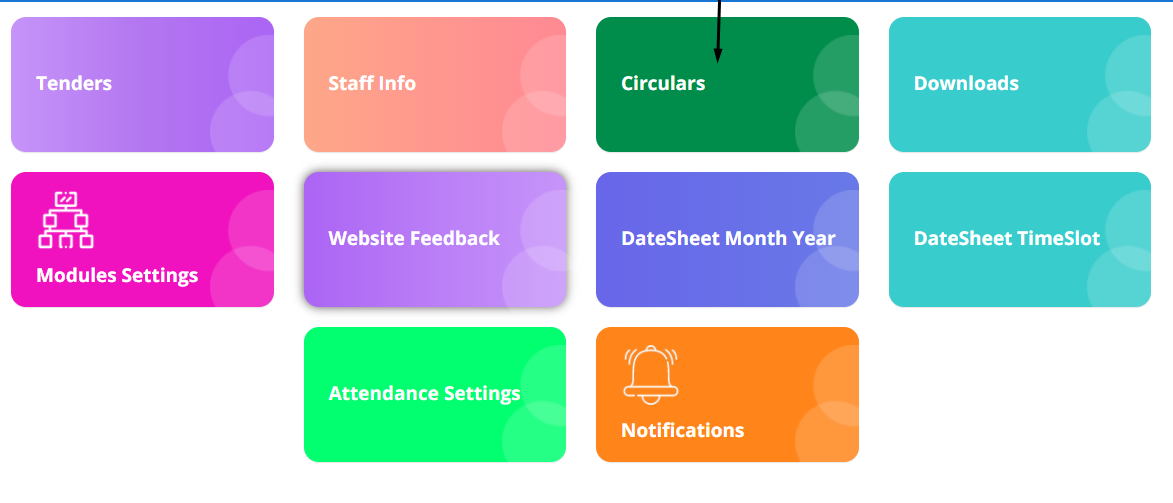 Tenders
Staff Info
Circulars
Downloads
Modules Settings
Website Feedback
DateSheet Month Year
DateSheet TimeSlot
Attendance Settings
Notifications